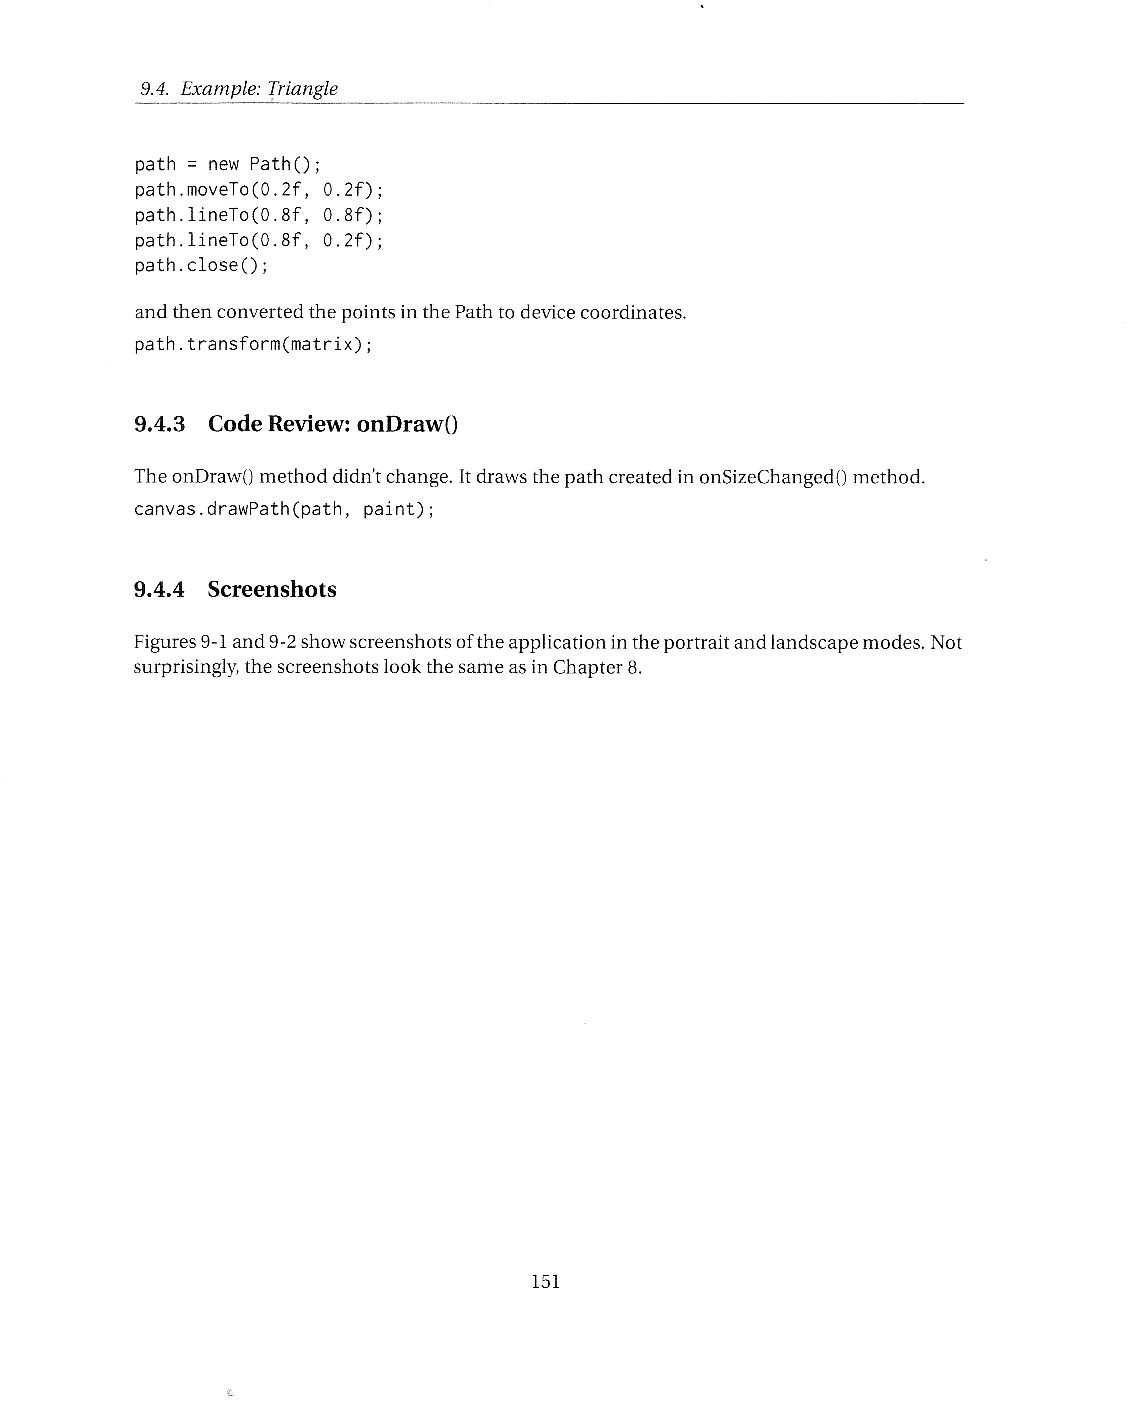 9.4. Example: Triangle
path = new Path();
path.moveTo(0.2f, 0.2f);
path.lineTo(0.8f, 0.8f);
path.lineTo(0.8f, 0.2f);
path.close();
and then converted the points in the Path to device coordinates.
path.transform(matrix);
9.4.3 Code Review: onDraw()
The onDraw() method didn't change. It draws the path created in onSizeChanged() method.
canvas.drawPath(path, paint);
9.4.4 Screenshots
Figures 9-1 and 9-2 show screenshots of the application in the portrait and landscape modes. Not
surprisingly, the screenshots look the same as in Chapter 8.
151